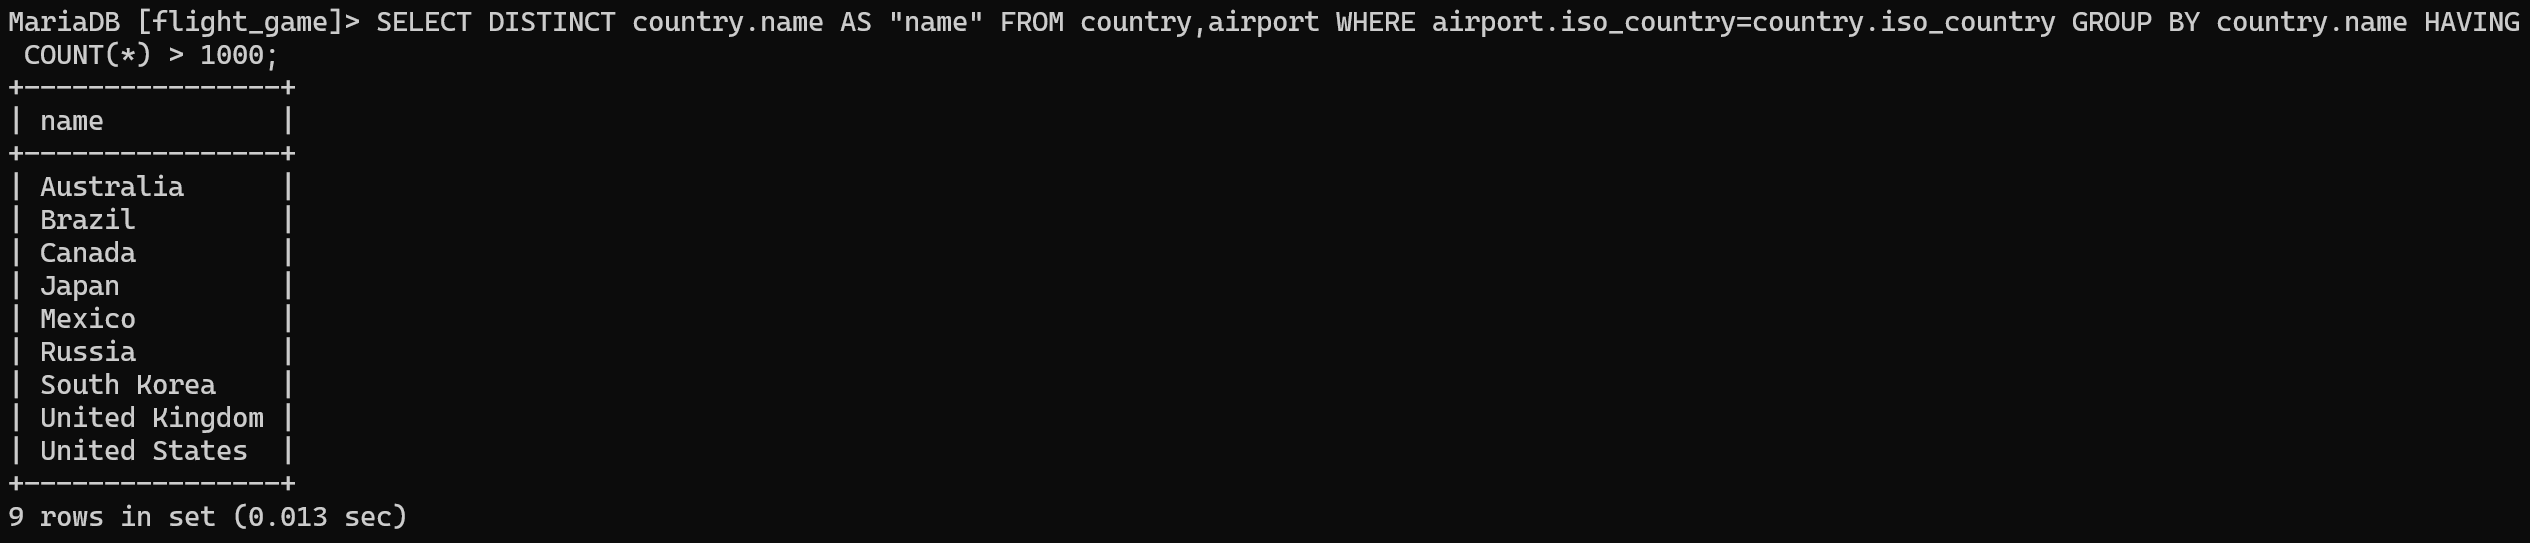 MariaDB [flight_game]> SELECT DISTINCT country.name AS "name" FROM country,airport WHERE airport.iso_country=country.iso_country GROUP BY country.name HAVING
 COUNT(*) > 1000;
+----------------+
| name           |
+----------------+
| Australia      |
| Brazil         |
| Canada         |
| Japan          |
| Mexico         |
| Russia         |
| South Korea    |
| United Kingdom |
| United States  |
+----------------+
9 rows in set (0.013 sec)